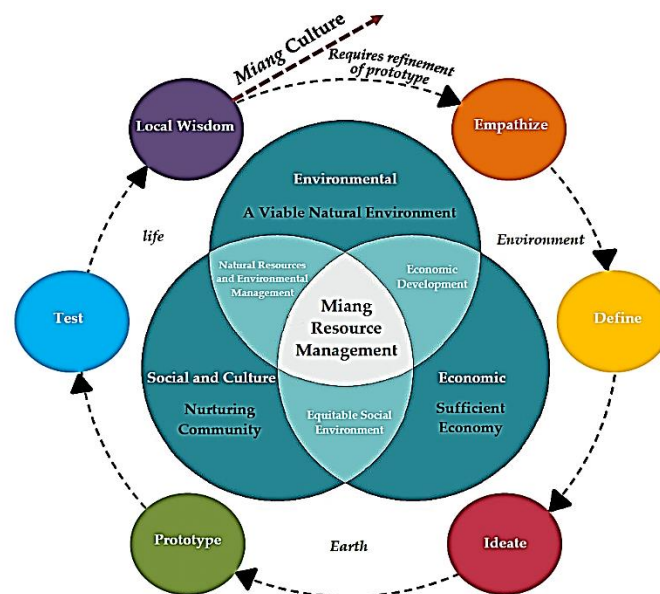 Miang Culture
Requires refinement
of prototype
Local Wisdom
Empathize
Environmental
A Viable Natural Environment
life
Environment
Natural Resources
and Environmental
Management
Economic
Development
Miang
Resource
Management
Test
Define
Social and Culture
Nurturing
Community
Economic
Sufficient
Economy
Equitable Social
Environment
Prototype
Earth
Ideate